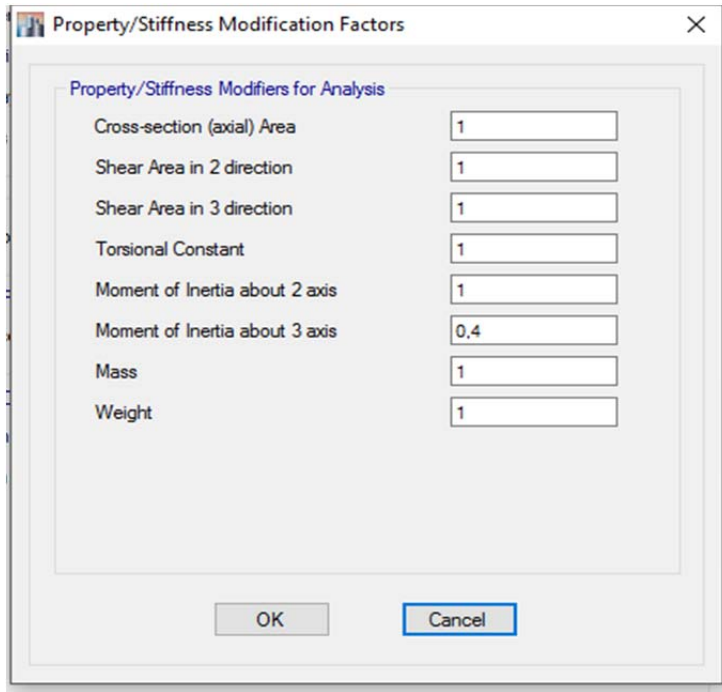 Property/Stiffness Modification Factors
Property/Stiffness Modifiers for Analysis
Cross-section (axial) Area 1
Shear Area in 2 direction 1
Shear Area in 3 direction 1
Torsional Constant 1
Moment of Inertia about 2 axis 1
Moment of Inertia about 3 axis 0,4
Mass 1
Weight 1
OK Cancel